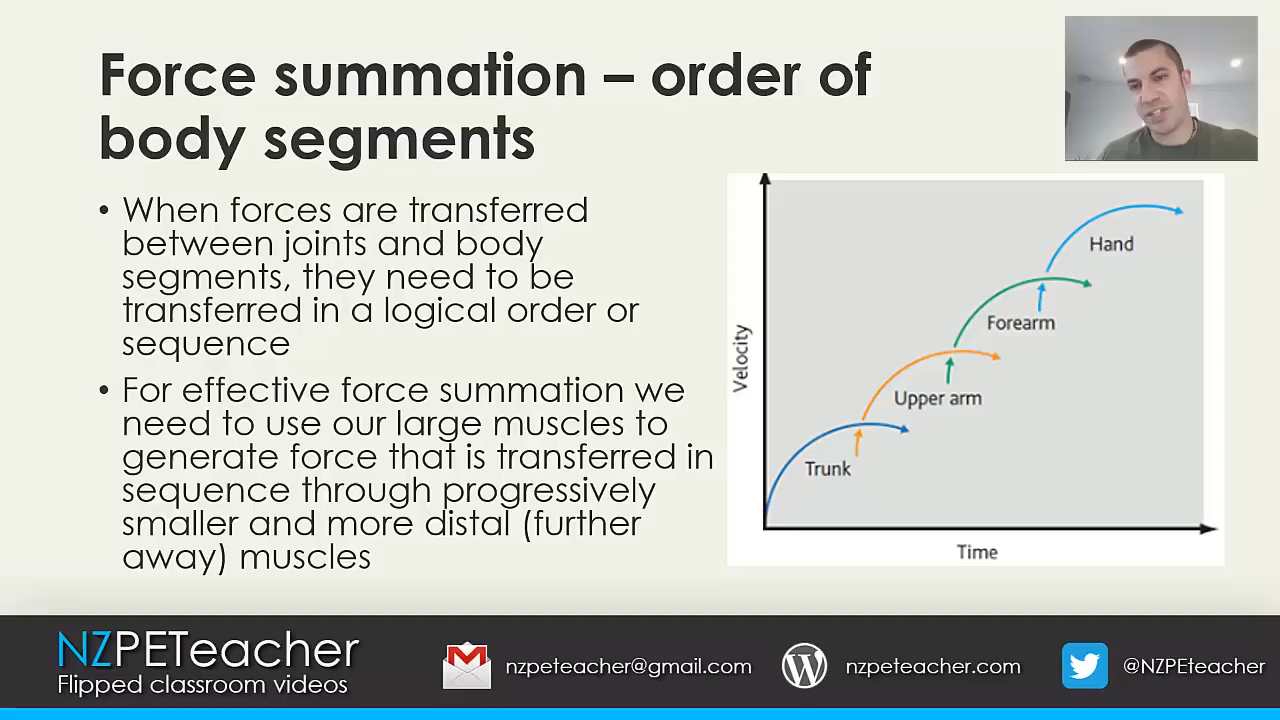 Force summation – order of
body segments
• When forces are transferred
between joints and body
segments, they need to be
transferred in a logical order or
sequence
• For effective force summation we
need to use our large muscles to
generate force that is transferred in
sequence through progressively
smaller and more distal (further
away) muscles
Velocity
Hand
Forearm
Upper arm
Trunk
Time
NZPETeacher
Flipped classroom videos
nzpeteacher@gmail.com
nzpeteacher.com
@NZPEteacher